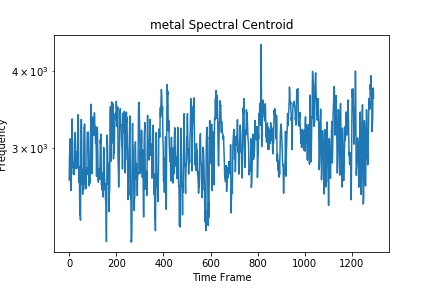 metal Spectral Centroid
4 × 10³
3 × 10³
Frequency
0 200 400 600 800 1000 1200
Time Frame